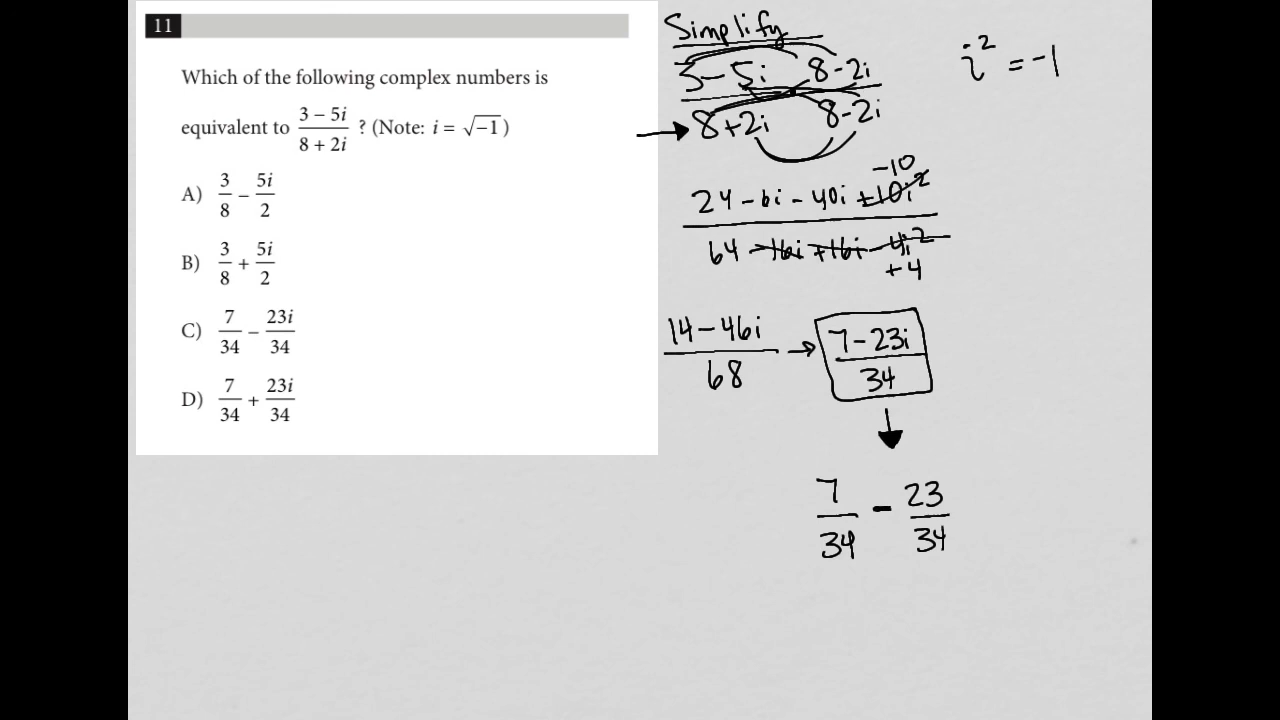 11
Which of the following complex numbers is
equivalent to (3 − 5i)/(8 + 2i) ? (Note: i = √−1)
A) 3/8 − 5i/2
B) 3/8 + 5i/2
C) 7/34 − 23i/34
D) 7/34 + 23i/34
Simplify
3 − 5i 8 − 2i
8 + 2i 8 − 2i
i² = −1
−10
24 − 6i − 40i + 10i²
64 − 16i + 16i − 4i²
+4
14 − 46i
68
7 − 23i
34
7/34 − 23/34